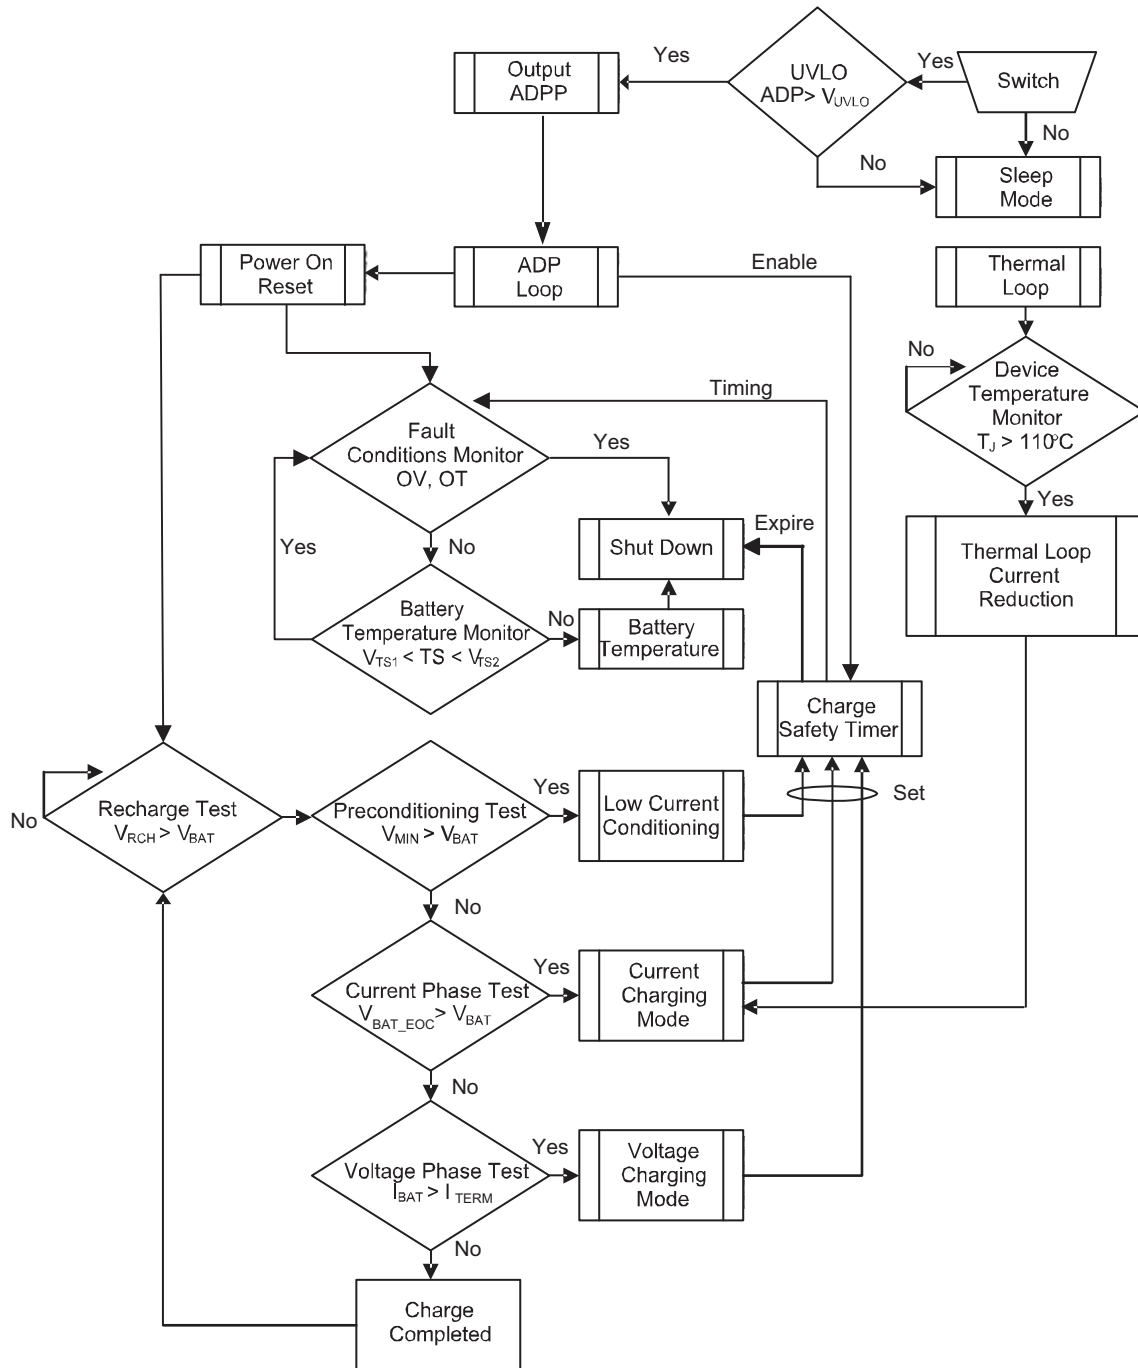 Yes
Output
ADPP
UVLO
ADP> VUVLO
Yes
Switch
No
No
Sleep
Mode
Power On
Reset
ADP
Loop
Enable
Thermal
Loop
No
Device
Temperature
Monitor
TJ > 110°C
Timing
Fault
Conditions Monitor
OV, OT
Yes
Yes
Thermal Loop
Current
Reduction
Expire
Shut Down
Yes
No
Battery
Temperature Monitor
VTS1 < TS < VTS2
No
Battery
Temperature
Charge
Safety Timer
Set
No
Recharge Test
VRCH > VBAT
Preconditioning Test
VMIN > VBAT
Yes
Low Current
Conditioning
No
Current Phase Test
VBAT_EOC > VBAT
Yes
Current
Charging
Mode
No
Voltage Phase Test
IBAT > ITERM
Yes
Voltage
Charging
Mode
No
Charge
Completed